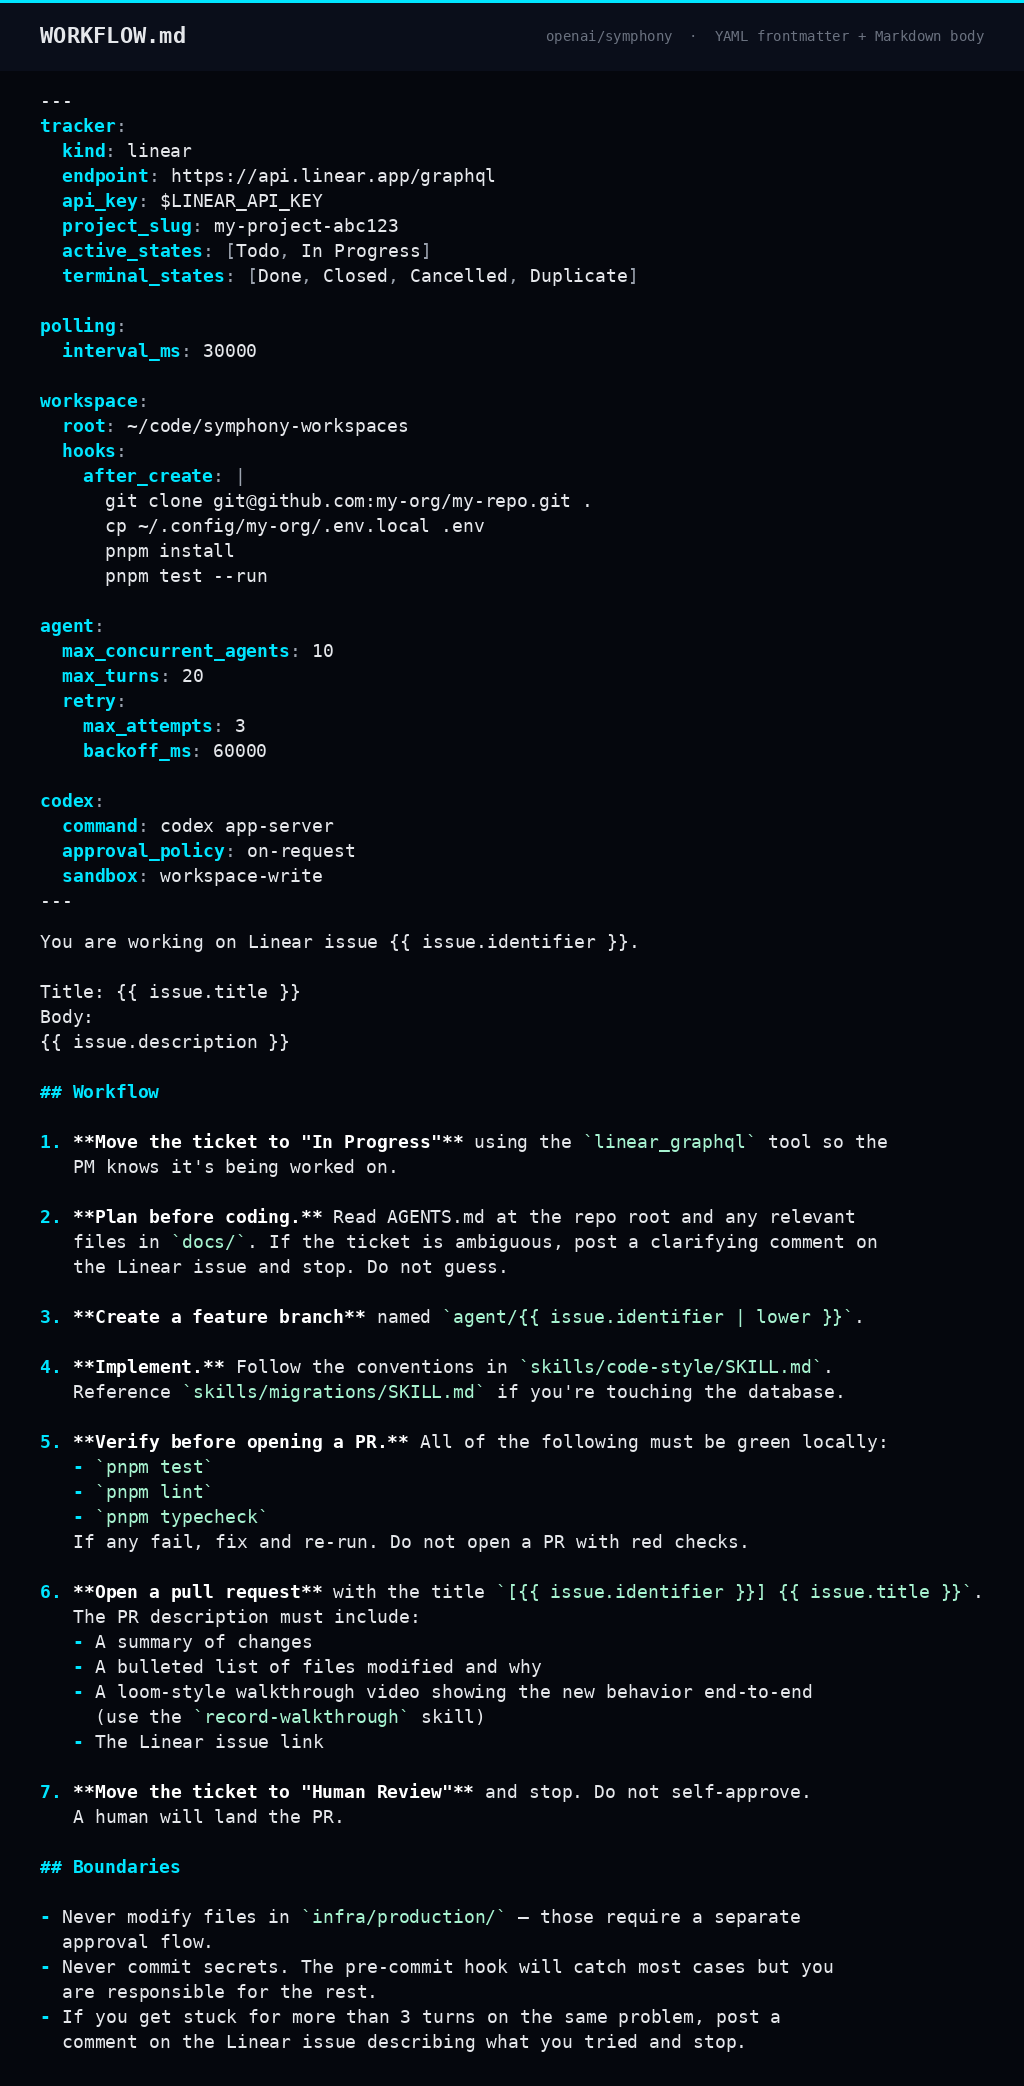 WORKFLOW.md
openai/symphony · YAML frontmatter + Markdown body
---
tracker:
  kind: linear
  endpoint: https://api.linear.app/graphql
  api_key: $LINEAR_API_KEY
  project_slug: my-project-abc123
  active_states: [Todo, In Progress]
  terminal_states: [Done, Closed, Cancelled, Duplicate]

polling:
  interval_ms: 30000

workspace:
  root: ~/code/symphony-workspaces
  hooks:
    after_create: |
      git clone git@github.com:my-org/my-repo.git .
      cp ~/.config/my-org/.env.local .env
      pnpm install
      pnpm test --run

agent:
  max_concurrent_agents: 10
  max_turns: 20
  retry:
    max_attempts: 3
    backoff_ms: 60000

codex:
  command: codex app-server
  approval_policy: on-request
  sandbox: workspace-write
---
You are working on Linear issue {{ issue.identifier }}.

Title: {{ issue.title }}
Body:
{{ issue.description }}

## Workflow

1. **Move the ticket to "In Progress"** using the `linear_graphql` tool so the
   PM knows it's being worked on.

2. **Plan before coding.** Read AGENTS.md at the repo root and any relevant
   files in `docs/`. If the ticket is ambiguous, post a clarifying comment on
   the Linear issue and stop. Do not guess.

3. **Create a feature branch** named `agent/{{ issue.identifier | lower }}`.

4. **Implement.** Follow the conventions in `skills/code-style/SKILL.md`.
   Reference `skills/migrations/SKILL.md` if you're touching the database.

5. **Verify before opening a PR.** All of the following must be green locally:
   - `pnpm test`
   - `pnpm lint`
   - `pnpm typecheck`
   If any fail, fix and re-run. Do not open a PR with red checks.

6. **Open a pull request** with the title `[{{ issue.identifier }}] {{ issue.title }}`.
   The PR description must include:
   - A summary of changes
   - A bulleted list of files modified and why
   - A loom-style walkthrough video showing the new behavior end-to-end
     (use the `record-walkthrough` skill)
   - The Linear issue link

7. **Move the ticket to "Human Review"** and stop. Do not self-approve.
   A human will land the PR.

## Boundaries

- Never modify files in `infra/production/` — those require a separate
  approval flow.
- Never commit secrets. The pre-commit hook will catch most cases but you
  are responsible for the rest.
- If you get stuck for more than 3 turns on the same problem, post a
  comment on the Linear issue describing what you tried and stop.